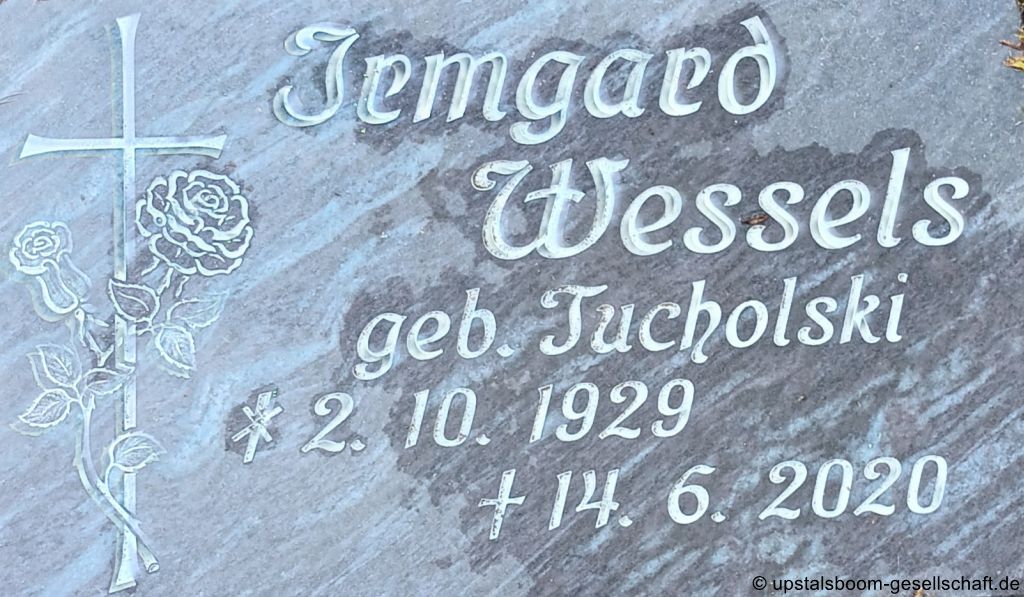 Irmgard
Wessels
geb. Tucholski
* 2. 10. 1929
† 14. 6. 2020
© upstalsboom-gesellschaft.de